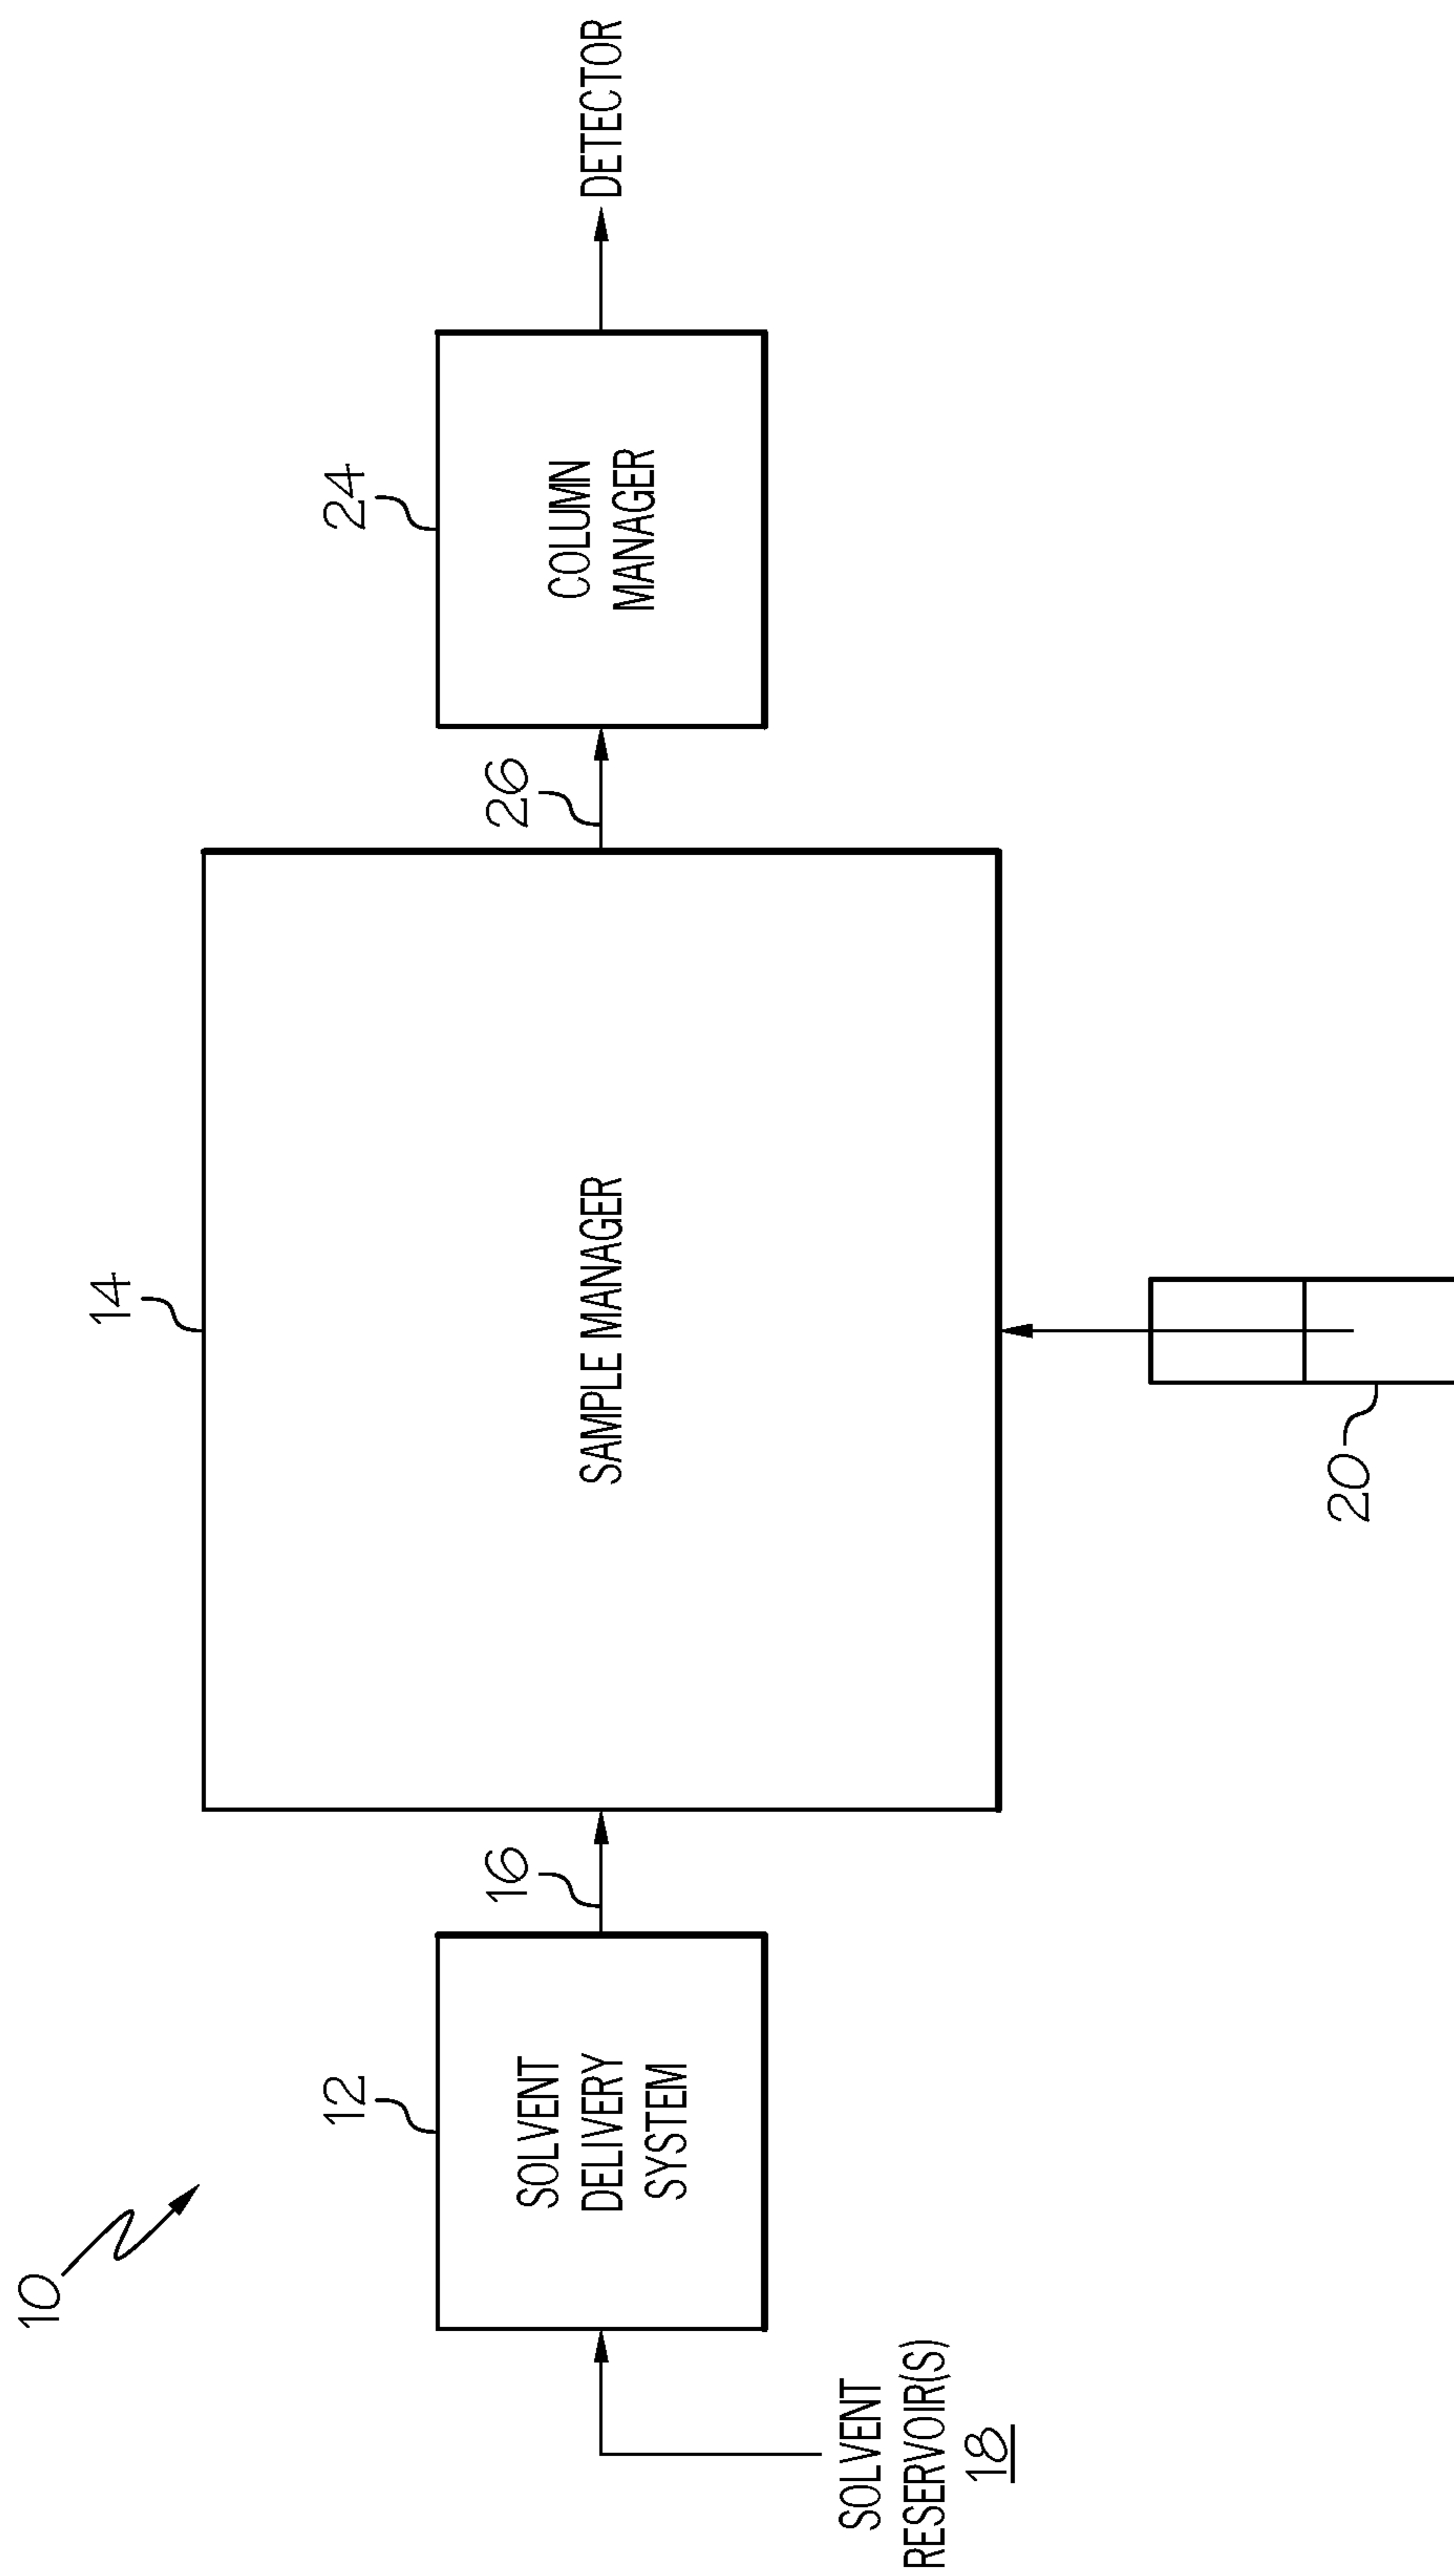 10
12
SOLVENT
DELIVERY
SYSTEM
SOLVENT
RESERVOIR(S)
18
16
14
SAMPLE MANAGER
20
26
24
COLUMN
MANAGER
DETECTOR